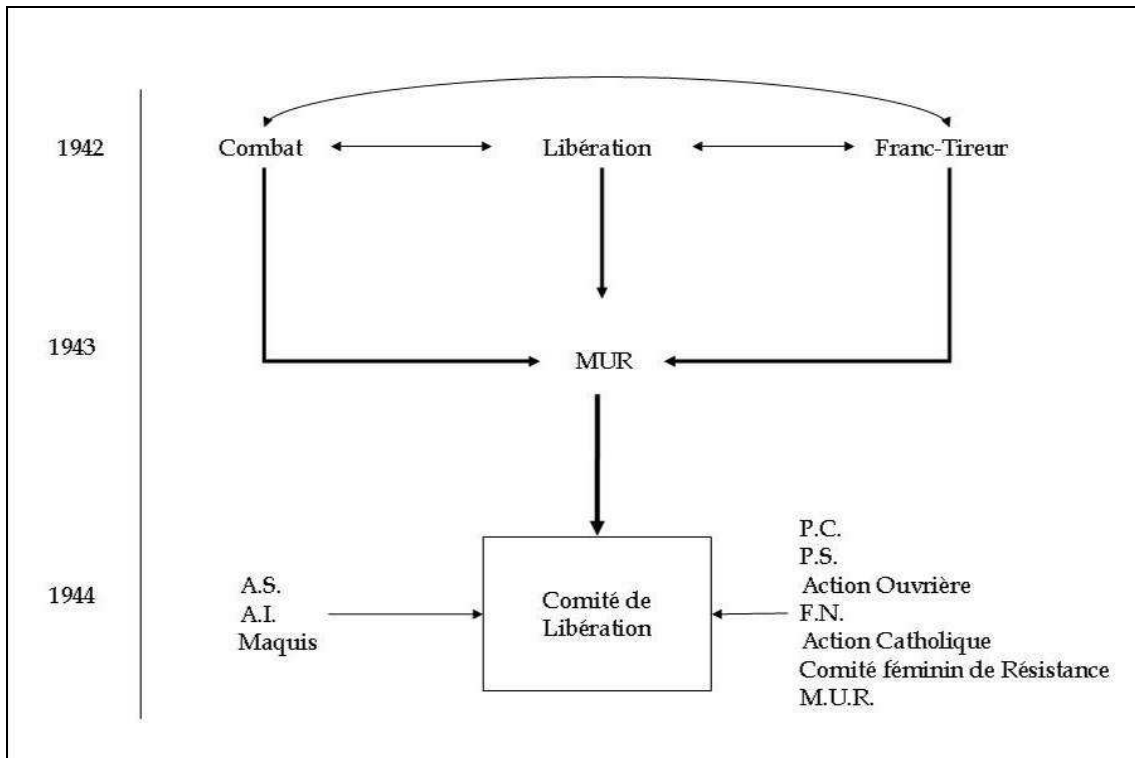 1942
Combat
Libération
Franc-Tireur
1943
MUR
1944
A.S.
A.I.
Maquis
Comité de
Libération
P.C.
P.S.
Action Ouvrière
F.N.
Action Catholique
Comité féminin de Résistance
M.U.R.